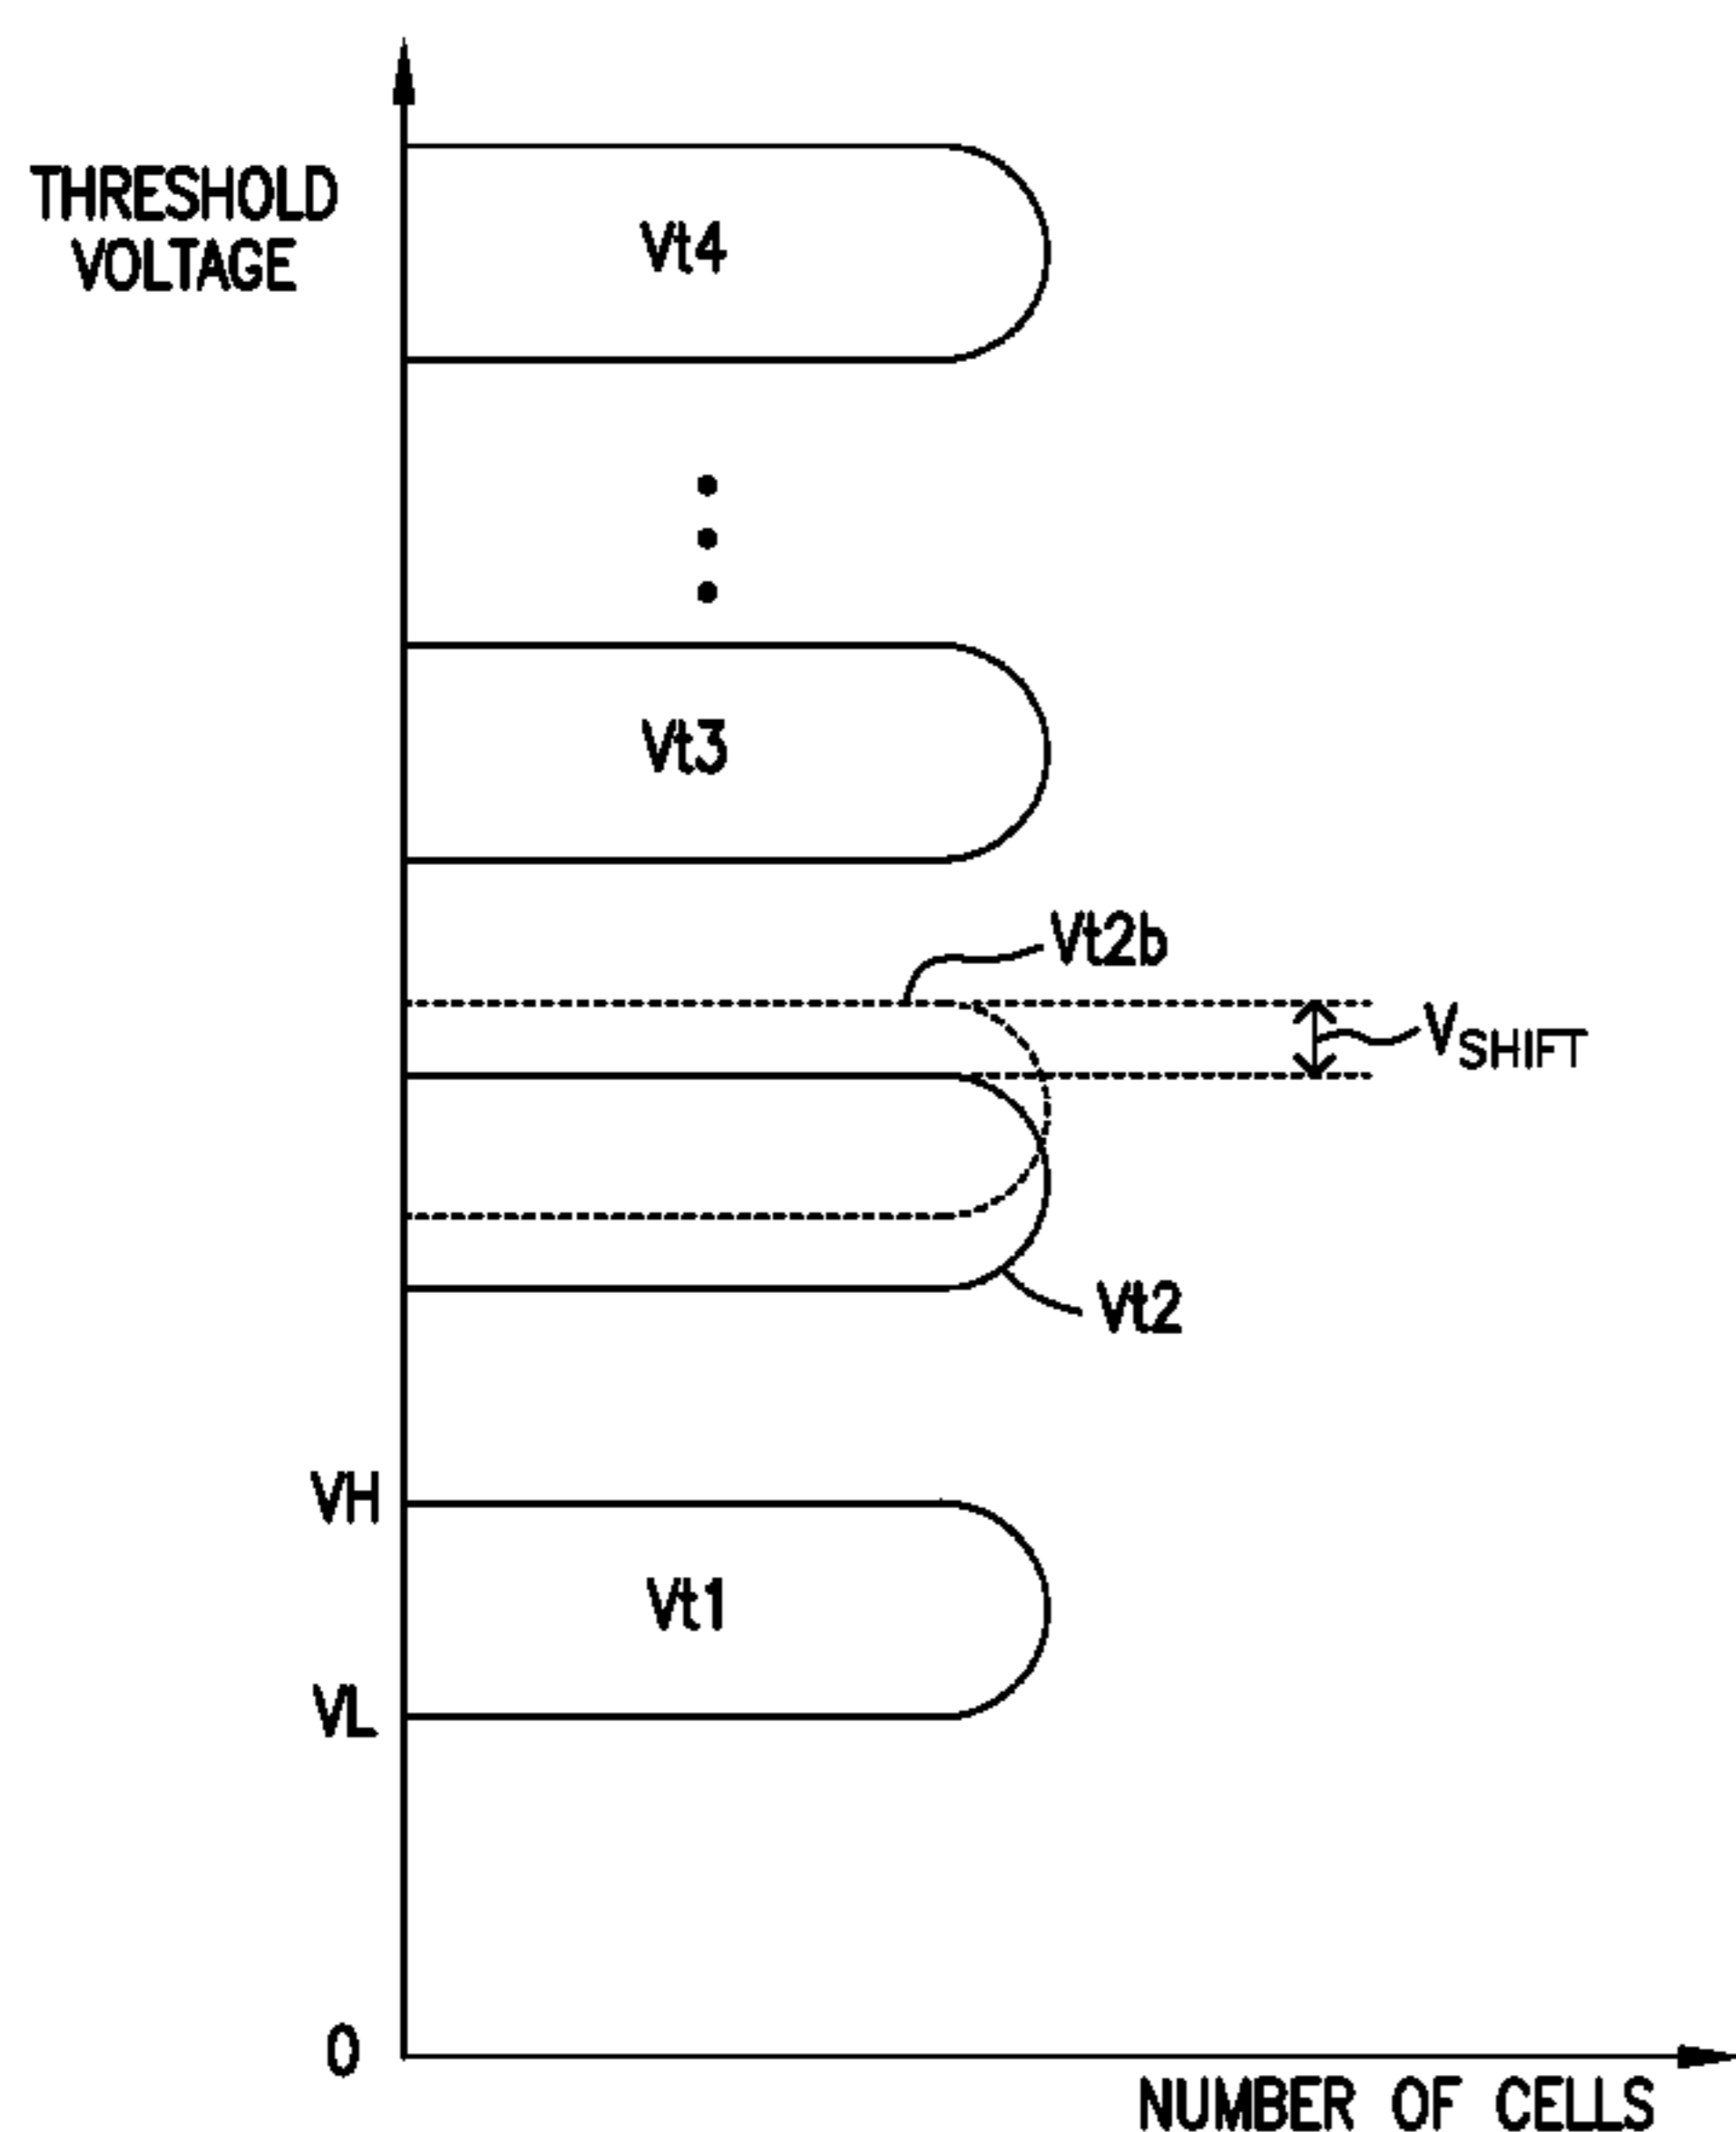 THRESHOLD
VOLTAGE
Vt4
Vt3
Vt2b
VSHIFT
Vt2
VH
Vt1
VL
0
NUMBER OF CELLS